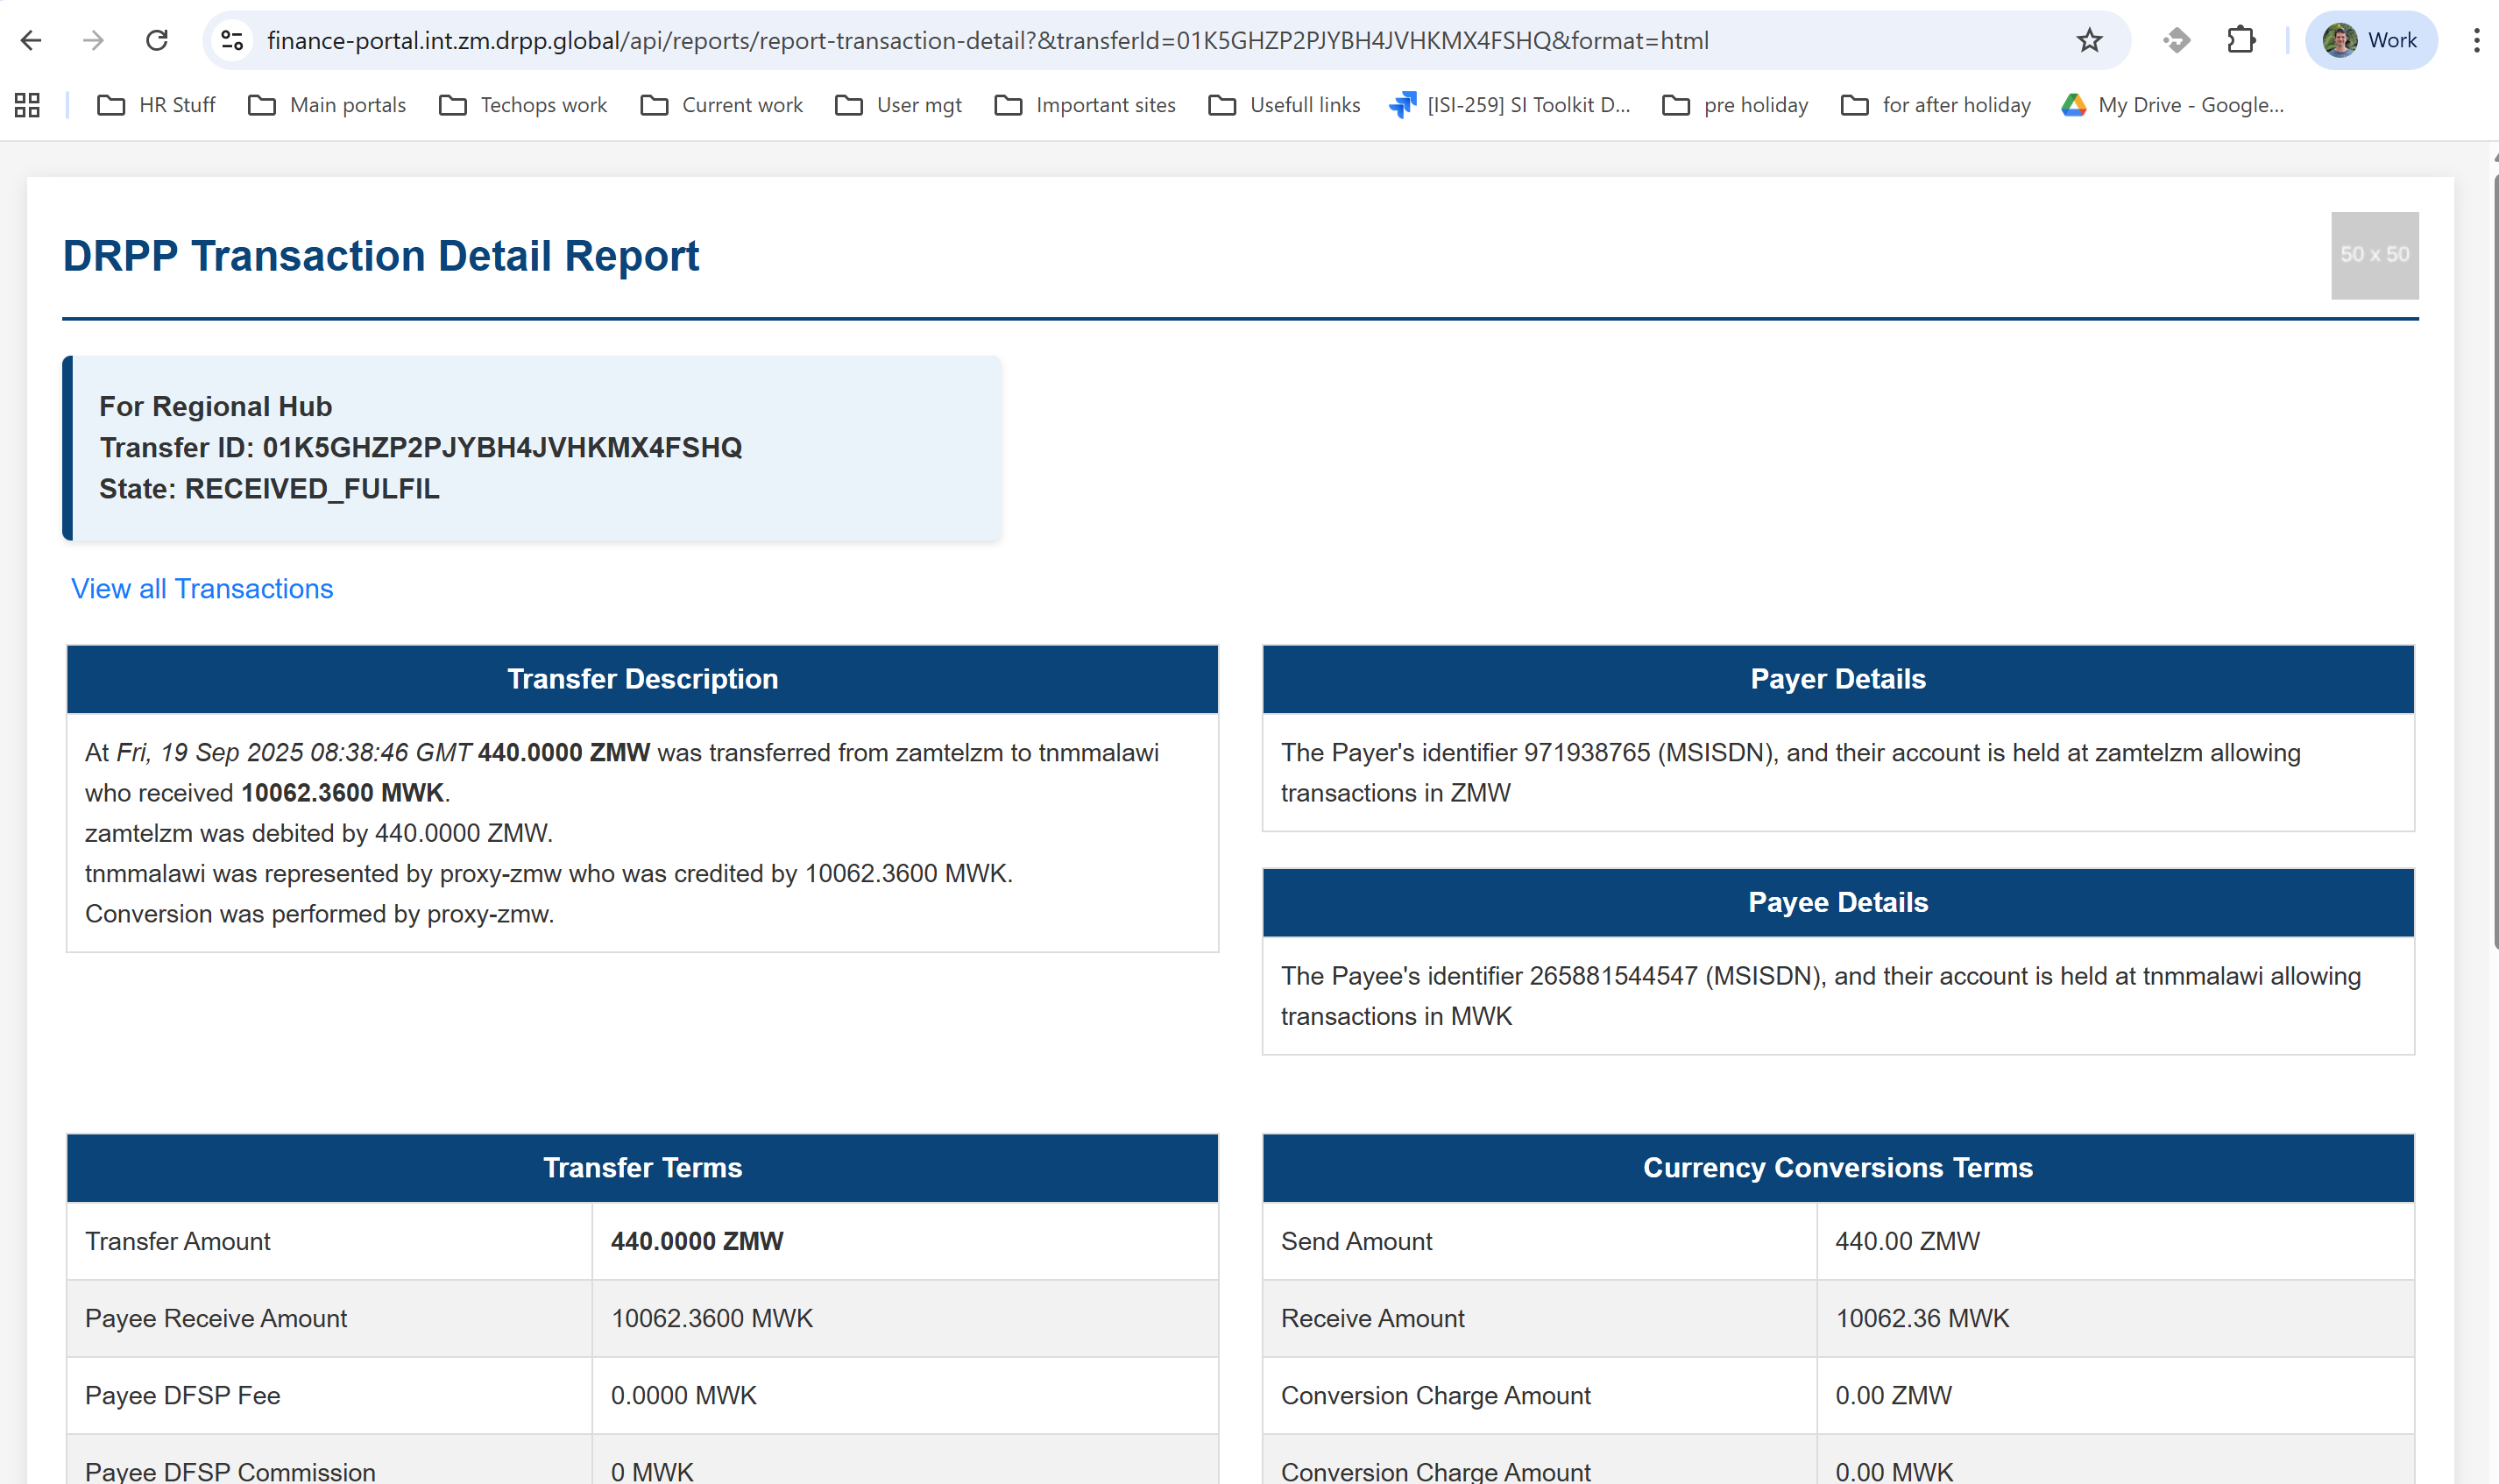 finance-portal.int.zm.drpp.global/api/reports/report-transaction-detail?&transferId=01K5GHZP2PJYBH4JVHKMX4FSHQ&format=html
Work
HR Stuff
Main portals
Techops work
Current work
User mgt
Important sites
Usefull links
[ISI-259] SI Toolkit D...
pre holiday
for after holiday
My Drive - Google...
DRPP Transaction Detail Report
50 x 50
For Regional Hub
Transfer ID: 01K5GHZP2PJYBH4JVHKMX4FSHQ
State: RECEIVED_FULFIL
View all Transactions
Transfer Description
At Fri, 19 Sep 2025 08:38:46 GMT 440.0000 ZMW was transferred from zamtelzm to tnmmalawi
who received 10062.3600 MWK.
zamtelzm was debited by 440.0000 ZMW.
tnmmalawi was represented by proxy-zmw who was credited by 10062.3600 MWK.
Conversion was performed by proxy-zmw.
Payer Details
The Payer's identifier 971938765 (MSISDN), and their account is held at zamtelzm allowing
transactions in ZMW
Payee Details
The Payee's identifier 265881544547 (MSISDN), and their account is held at tnmmalawi allowing
transactions in MWK
Transfer Terms
Transfer Amount 440.0000 ZMW
Payee Receive Amount 10062.3600 MWK
Payee DFSP Fee 0.0000 MWK
Payee DFSP Commission 0 MWK
Currency Conversions Terms
Send Amount 440.00 ZMW
Receive Amount 10062.36 MWK
Conversion Charge Amount 0.00 ZMW
Conversion Charge Amount 0.00 MWK